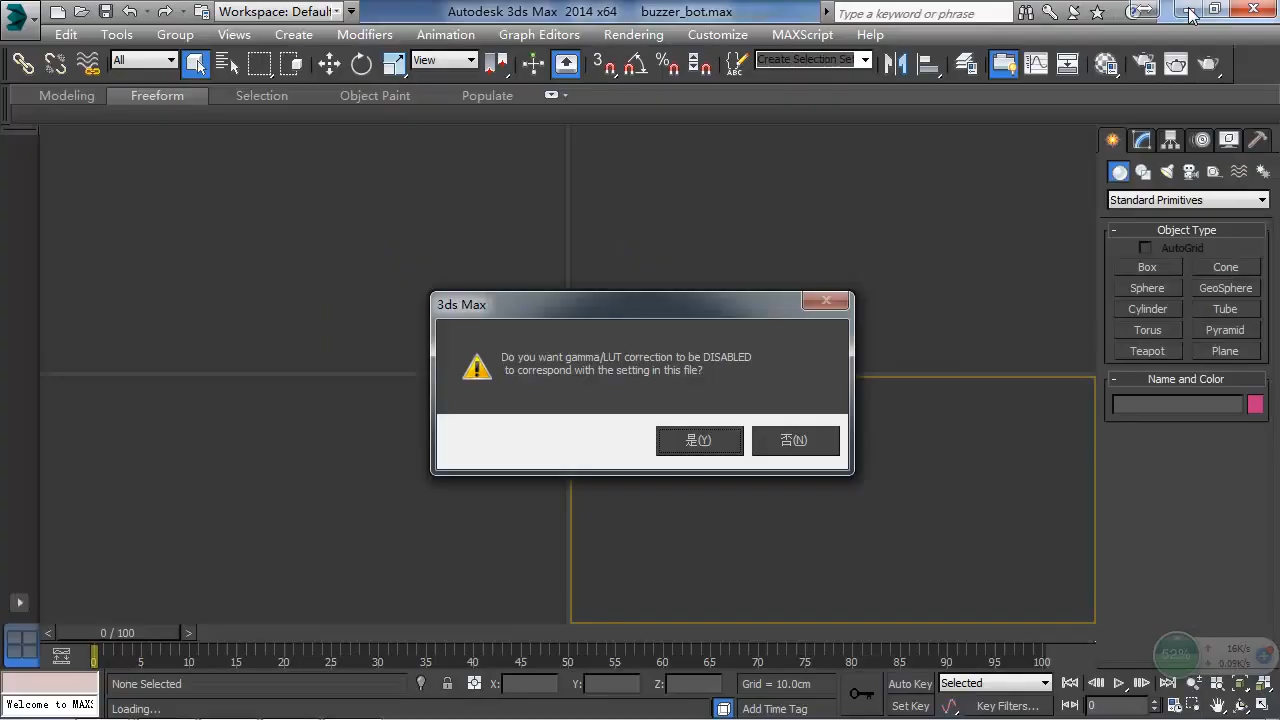 Workspace: Default
Autodesk 3ds Max 2014 x64 buzzer_bot.max
Type a keyword or phrase
Edit Tools Group Views Create Modifiers Animation Graph Editors Rendering Customize MAXScript Help
All
View
3
Create Selection Se
Modeling Freeform Selection Object Paint Populate
Standard Primitives
- Object Type
AutoGrid
Box Cone
Sphere GeoSphere
Cylinder Tube
Torus Pyramid
Teapot Plane
- Name and Color
3ds Max
Do you want gamma/LUT correction to be DISABLED
to correspond with the setting in this file?
是(Y) 否(N)
< 0 / 100 >
0 5 10 15 20 25 30 35 40 45 50 55 60 65 70 75 80 85 90 95 100
52% 16K/s
0.09K/s
None Selected X: Y: Z: Grid = 10.0cm Auto Key Selected
Welcome to MAX Loading... Add Time Tag Set Key Key Filters... 0